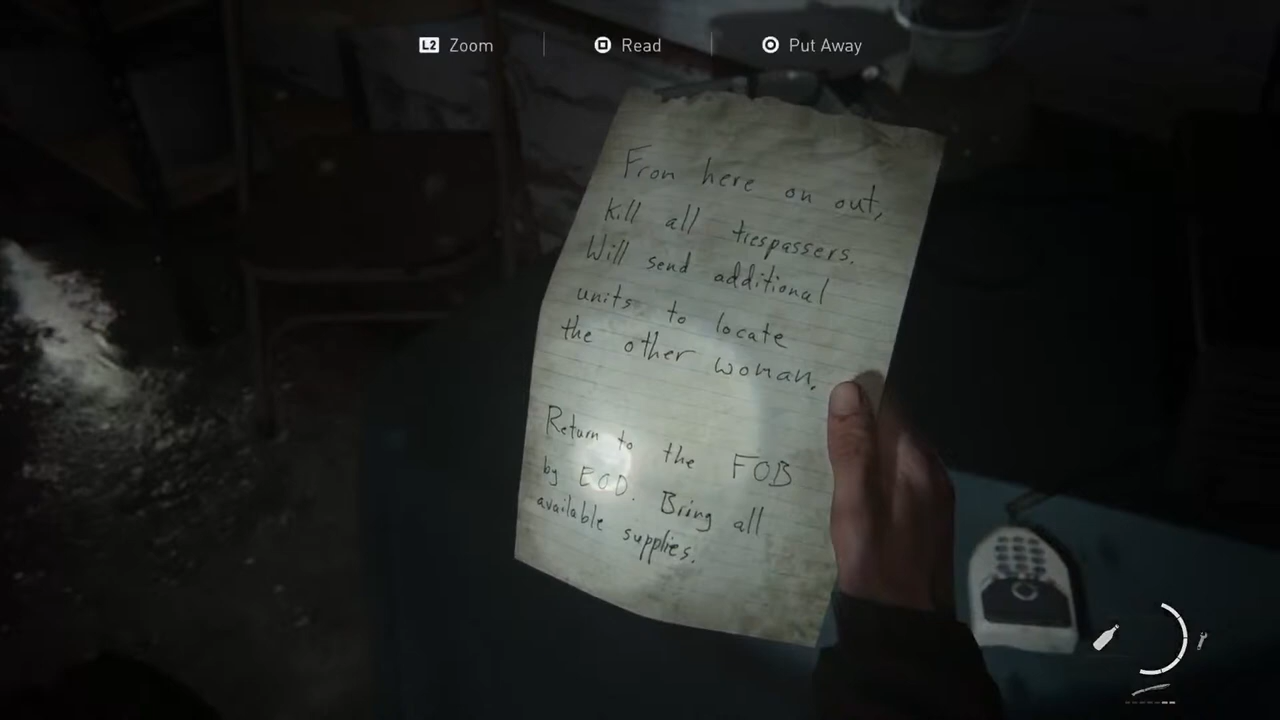 L2 Zoom
Read
Put Away
From here on out,
Kill all trespassers.
Will send additional
units to locate
the other woman.
Return to the FOB
by EOD. Bring all
available supplies.